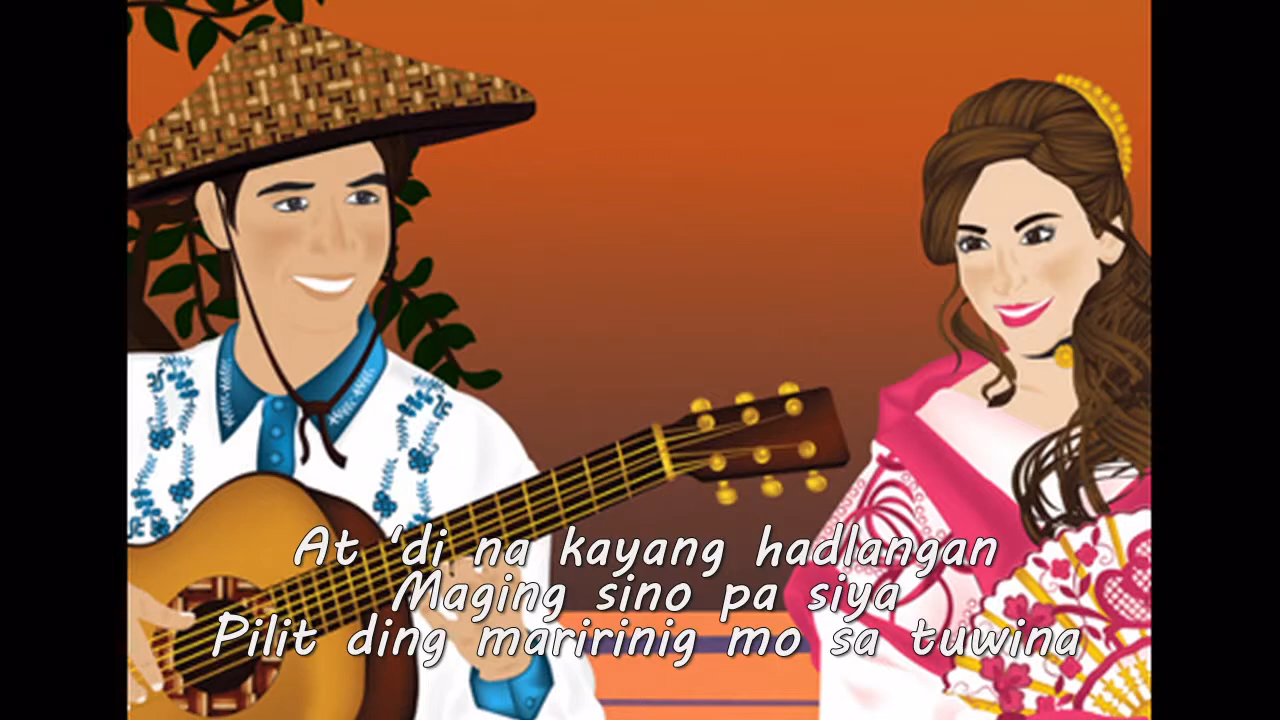 At 'di na kayang hadlangan
Maging sino pa siya
Pilit ding maririnig mo sa tuwina